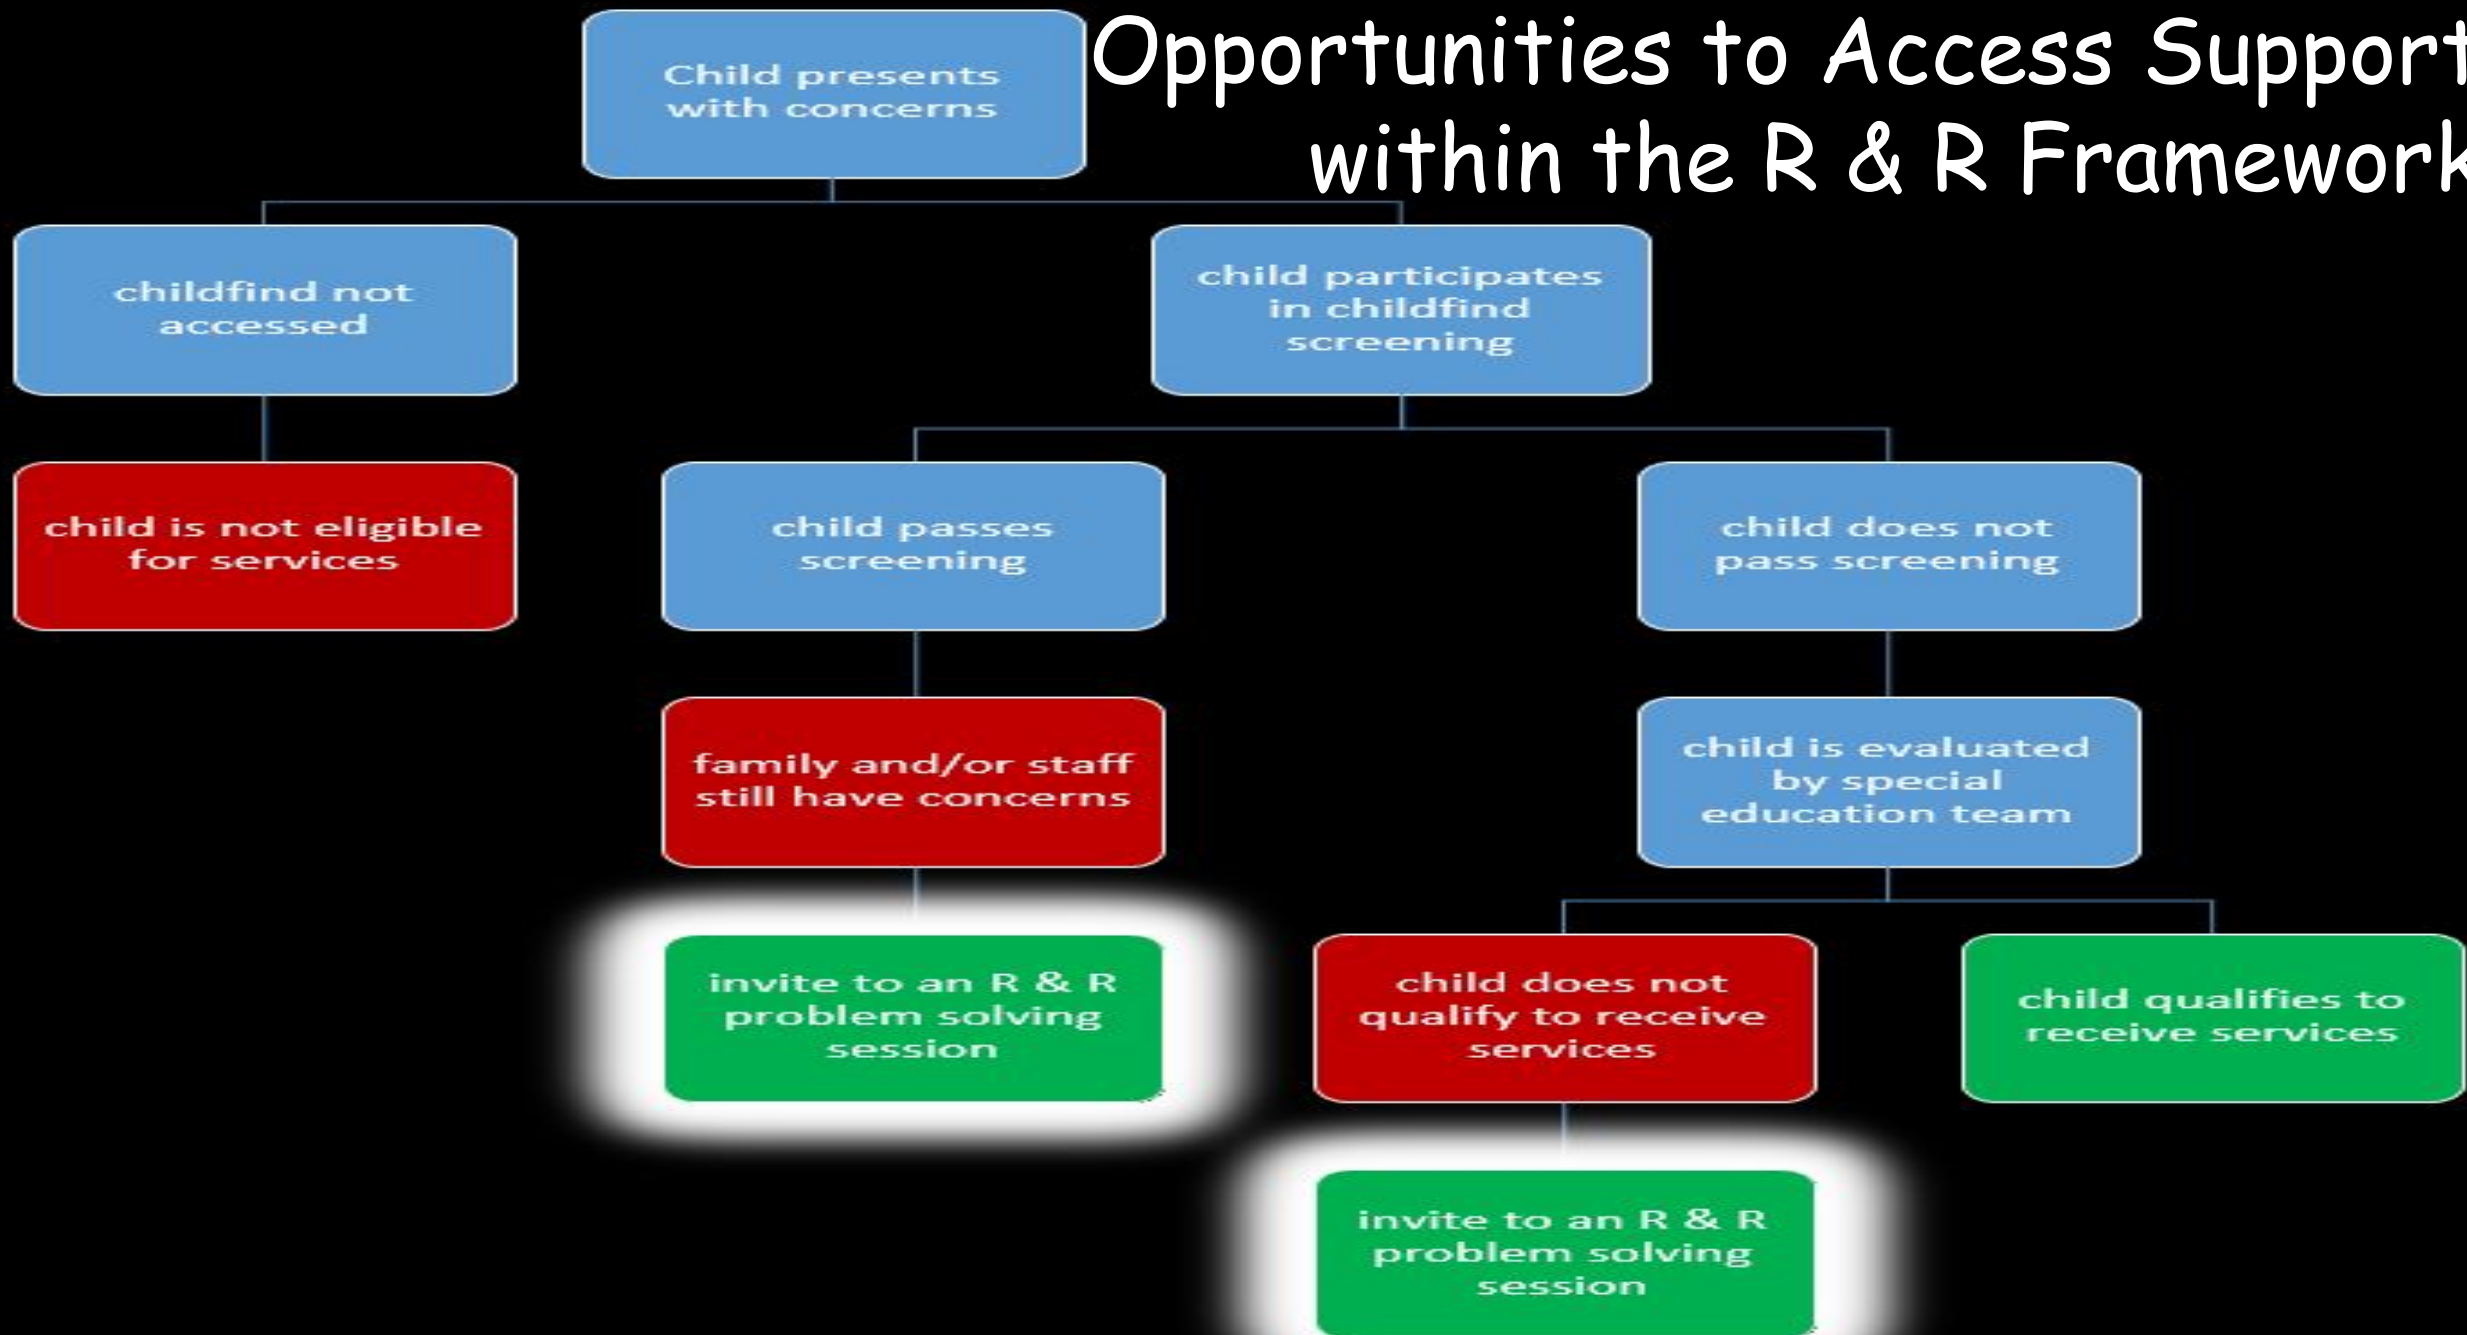 Opportunities to Access Support
within the R & R Framework
Child presents
with concerns
childfind not
accessed
child participates
in childfind
screening
child is not eligible
for services
child passes
screening
child does not
pass screening
family and/or staff
still have concerns
child is evaluated
by special
education team
invite to an R & R
problem solving
session
child does not
qualify to receive
services
child qualifies to
receive services
invite to an R & R
problem solving
session